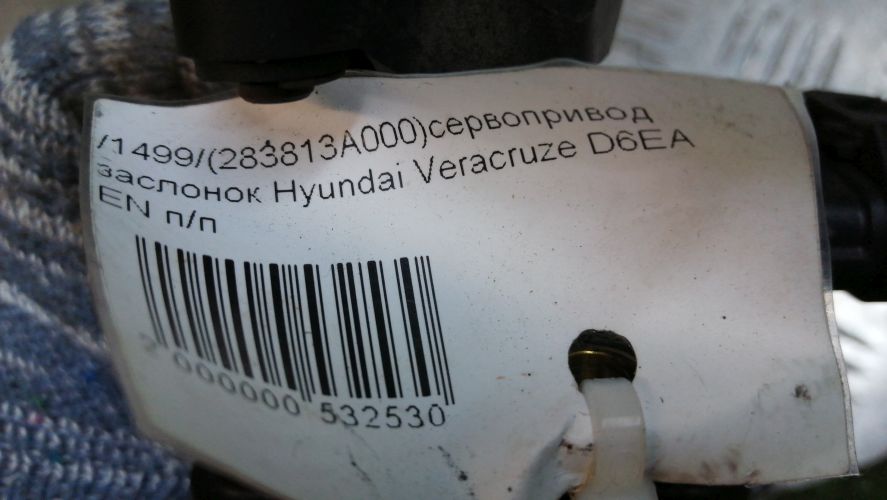 /1499/(283813A000)сервопривод
заслонок Hyundai Veracruze D6EA
EN п/п
2 000000 532530